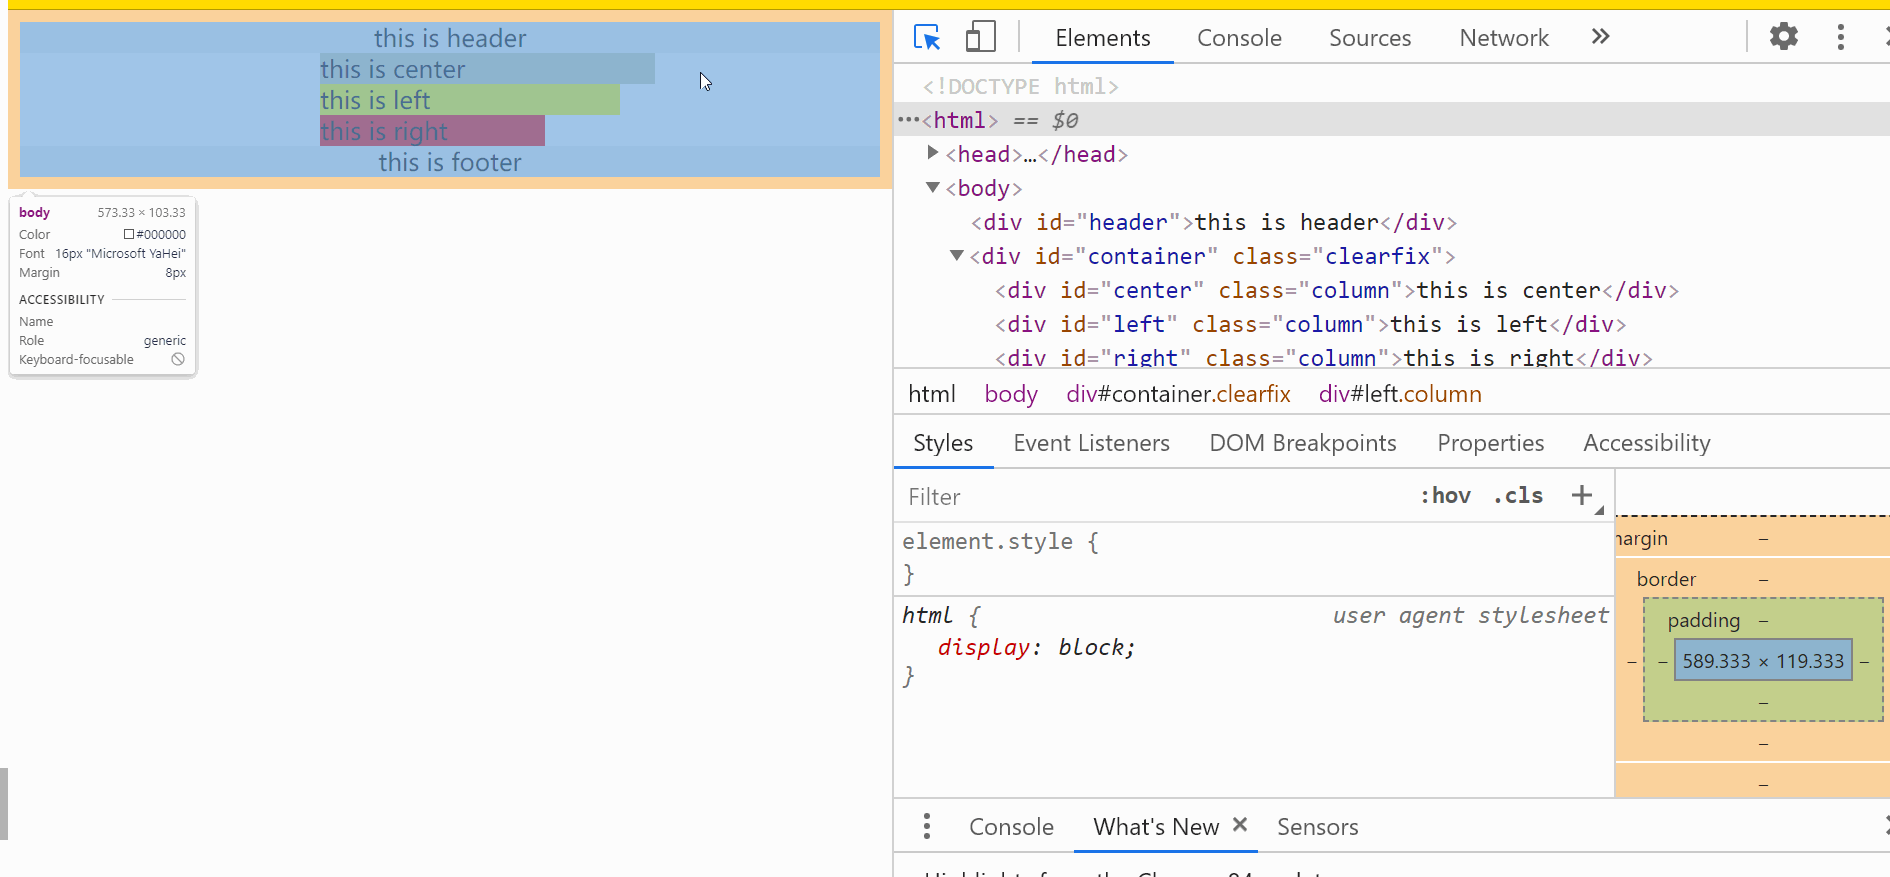 this is header
this is center
this is left
this is right
this is footer
body 573.33 × 103.33
Color #000000
Font 16px "Microsoft YaHei"
Margin 8px
ACCESSIBILITY
Name
Role generic
Keyboard-focusable
Elements Console Sources Network »
<!DOCTYPE html>
<html> == $0
<head>…</head>
<body>
<div id="header">this is header</div>
<div id="container" class="clearfix">
<div id="center" class="column">this is center</div>
<div id="left" class="column">this is left</div>
<div id="right" class="column">this is right</div>
html body div#container.clearfix div#left.column
Styles Event Listeners DOM Breakpoints Properties Accessibility
Filter :hov .cls +
element.style {
}
html { user agent stylesheet
display: block;
}
margin –
border –
padding –
– – 589.333 × 119.333 –
–
–
–
Console What's New × Sensors